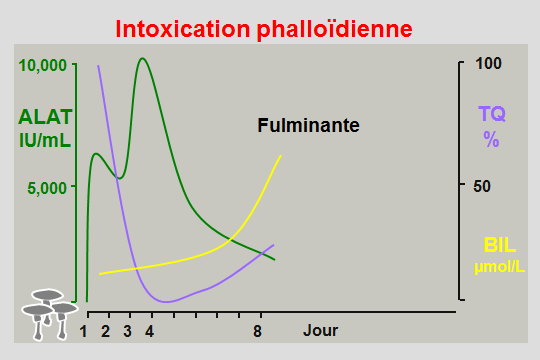 Intoxication phalloïdienne
10,000
ALAT
IU/mL
5,000
Fulminante
100
TQ
%
50
BIL
µmol/L
1 2 3 4 8 Jour